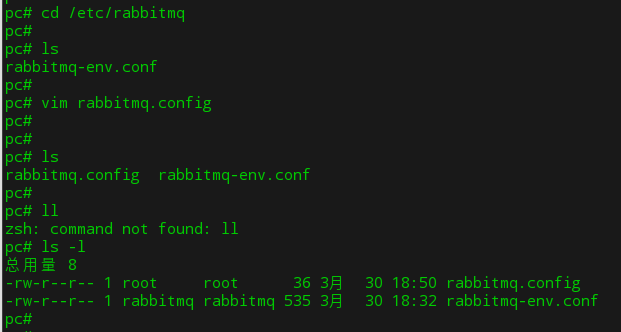 pc# cd /etc/rabbitmq
pc#
pc# ls
rabbitmq-env.conf
pc#
pc# vim rabbitmq.config
pc#
pc#
pc# ls
rabbitmq.config  rabbitmq-env.conf
pc#
pc# ll
zsh: command not found: ll
pc# ls -l
总用量 8
-rw-r--r-- 1 root     root      36 3月  30 18:50 rabbitmq.config
-rw-r--r-- 1 rabbitmq rabbitmq 535 3月  30 18:32 rabbitmq-env.conf
pc#